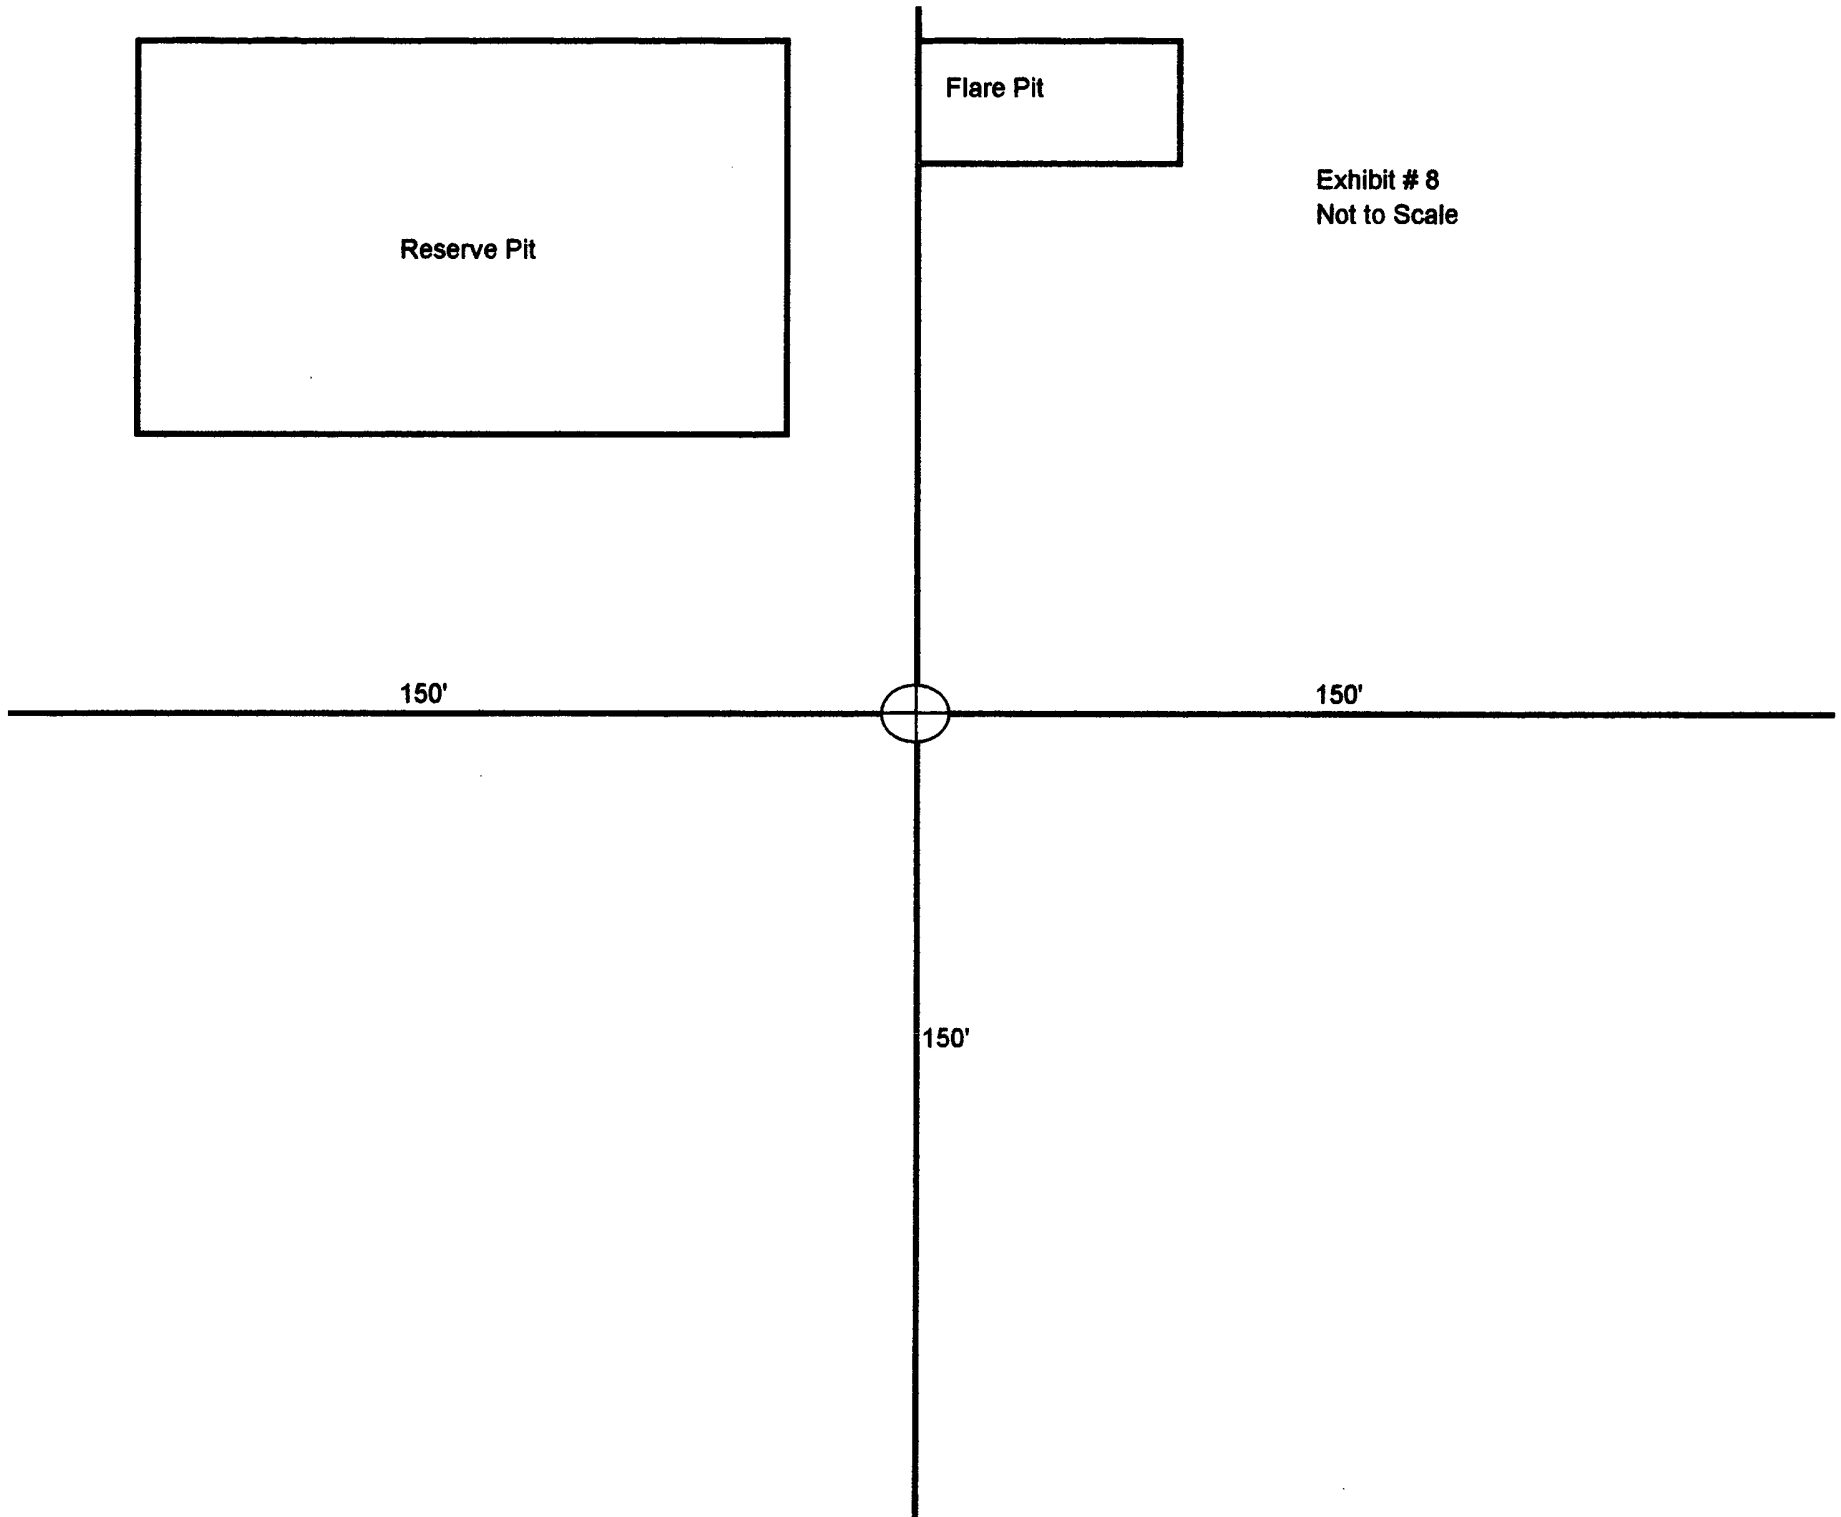 Flare Pit
Exhibit # 8
Not to Scale
Reserve Pit
150'
150'
150'